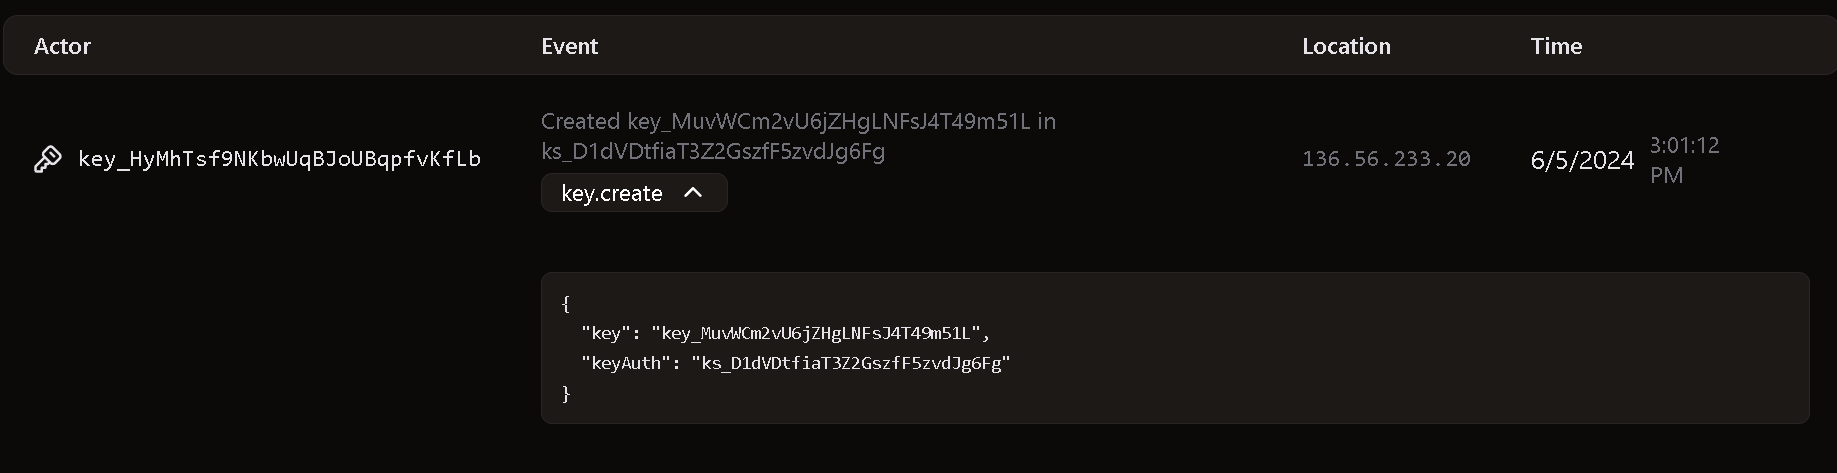 Actor Event Location Time
Created key_MuvWCm2vU6jZHgLNFsJ4T49m51L in
ks_D1dVDtfiaT3Z2GszfF5zvdJg6Fg
key_HyMhTsf9NKbwUqBJoUBqpfvKfLb
key.create
136.56.233.20
6/5/2024
3:01:12
PM
{
"key": "key_MuvWCm2vU6jZHgLNFsJ4T49m51L",
"keyAuth": "ks_D1dVDtfiaT3Z2GszfF5zvdJg6Fg"
}